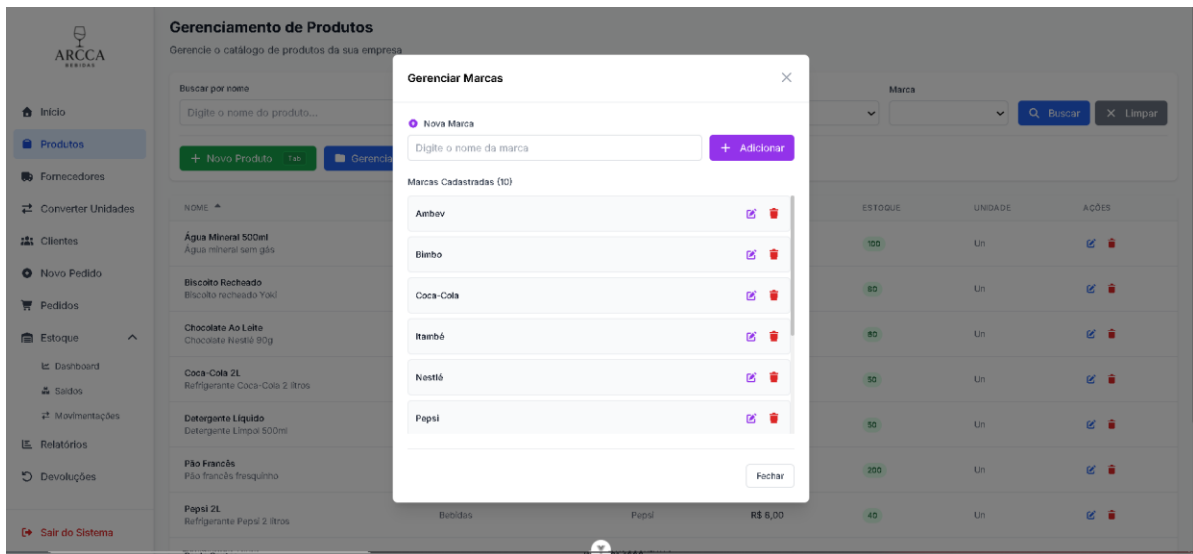 ARCCA
BEBIDAS
Início
Produtos
Fornecedores
Converter Unidades
Clientes
Novo Pedido
Pedidos
Estoque
Dashboard
Saldos
Movimentações
Relatórios
Devoluções
Sair do Sistema
Gerenciamento de Produtos
Gerencie o catálogo de produtos da sua empresa
Buscar por nome
Digite o nome do produto...
Marca
Buscar
Limpar
+ Novo Produto Tab
Gerencia
NOME
ESTOQUE
UNIDADE
AÇÕES
Água Mineral 500ml
Água mineral sem gás
100
Un
Biscoito Recheado
Biscoito recheado Yoki
80
Un
Chocolate Ao Leite
Chocolate Nestlé 90g
60
Un
Coca-Cola 2L
Refrigerante Coca-Cola 2 litros
50
Un
Detergente Líquido
Detergente Limpol 500ml
50
Un
Pão Francês
Pão francês fresquinho
200
Un
Pepsi 2L
Refrigerante Pepsi 2 litros
Bebidas
Pepsi
R$ 6,00
40
Un
Gerenciar Marcas
Nova Marca
Digite o nome da marca
+ Adicionar
Marcas Cadastradas (10)
Ambev
Bimbo
Coca-Cola
Itambé
Nestlé
Pepsi
Fechar